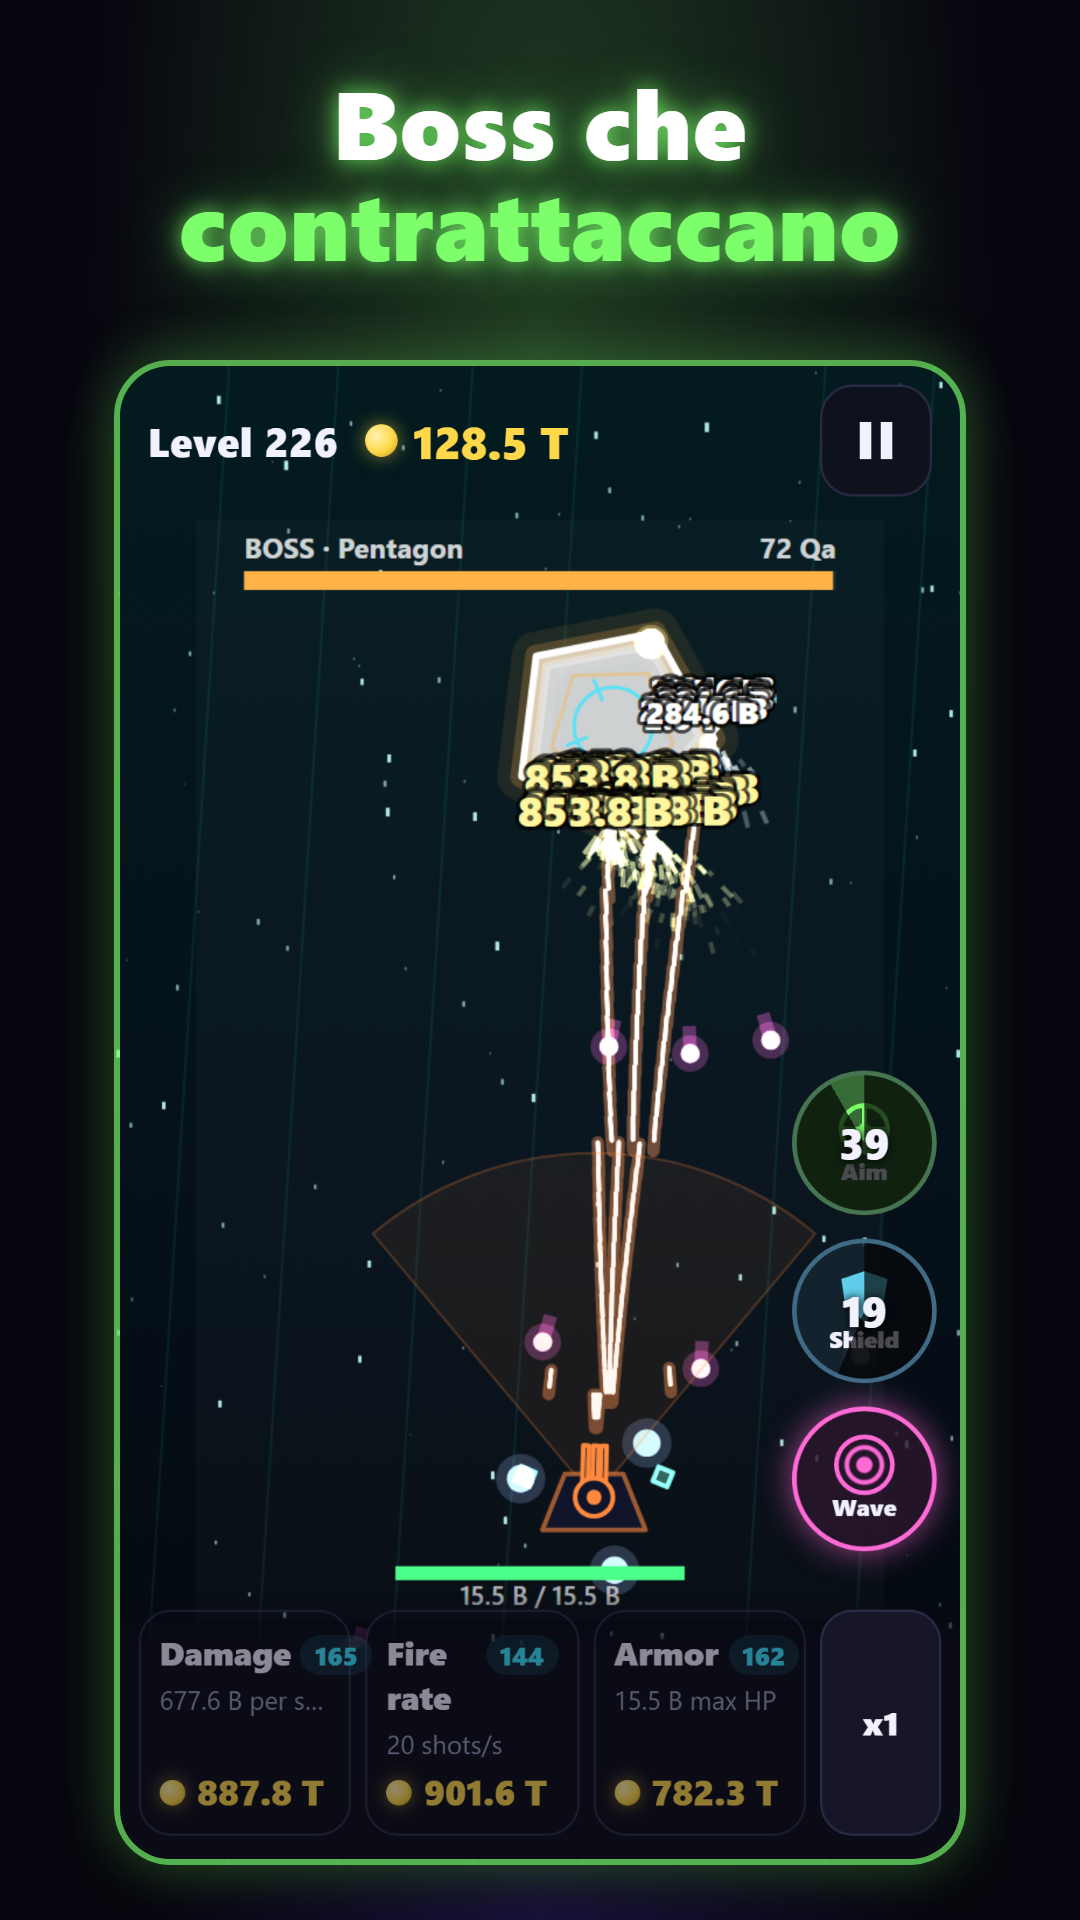 Boss che
contrattaccano
Level 226 128.5 T
BOSS · Pentagon 72 Qa
284.6 B
853.8 B
853.8 B B
39
Aim
19
Shield
Wave
15.5 B / 15.5 B
Damage 165
677.6 B per s...
887.8 T
Fire rate 144
20 shots/s
901.6 T
Armor 162
15.5 B max HP
782.3 T
x1